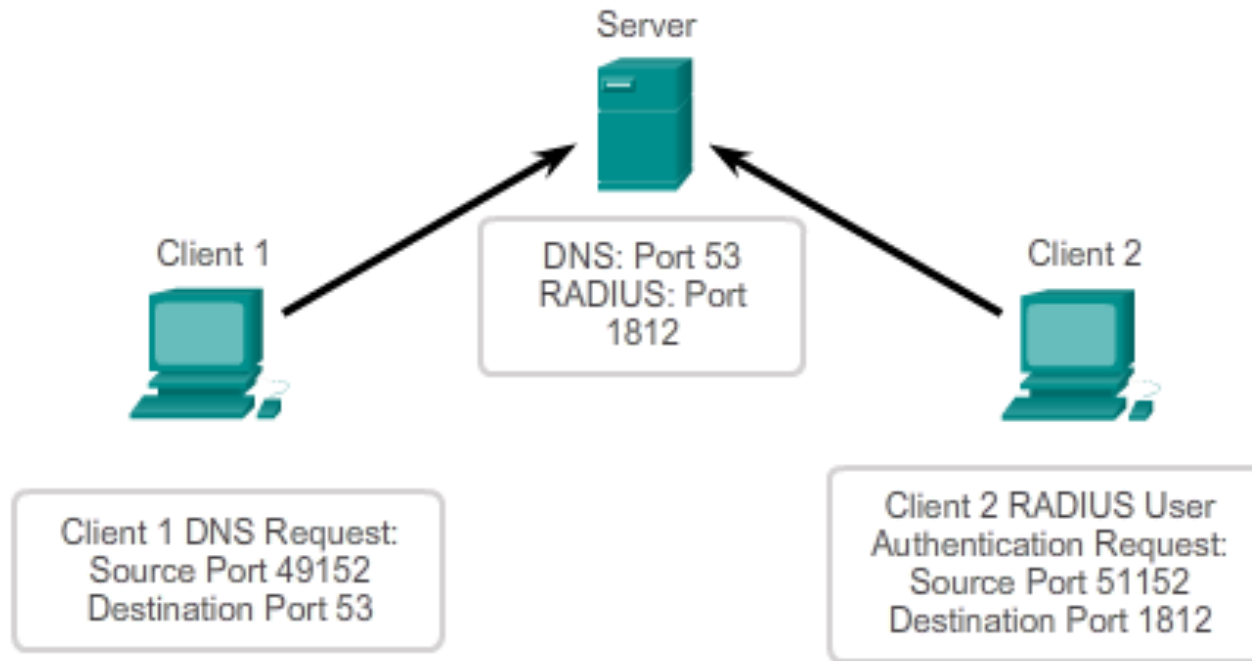 Server
Client 1
DNS: Port 53
RADIUS: Port
1812
Client 2
Client 1 DNS Request:
Source Port 49152
Destination Port 53
Client 2 RADIUS User
Authentication Request:
Source Port 51152
Destination Port 1812